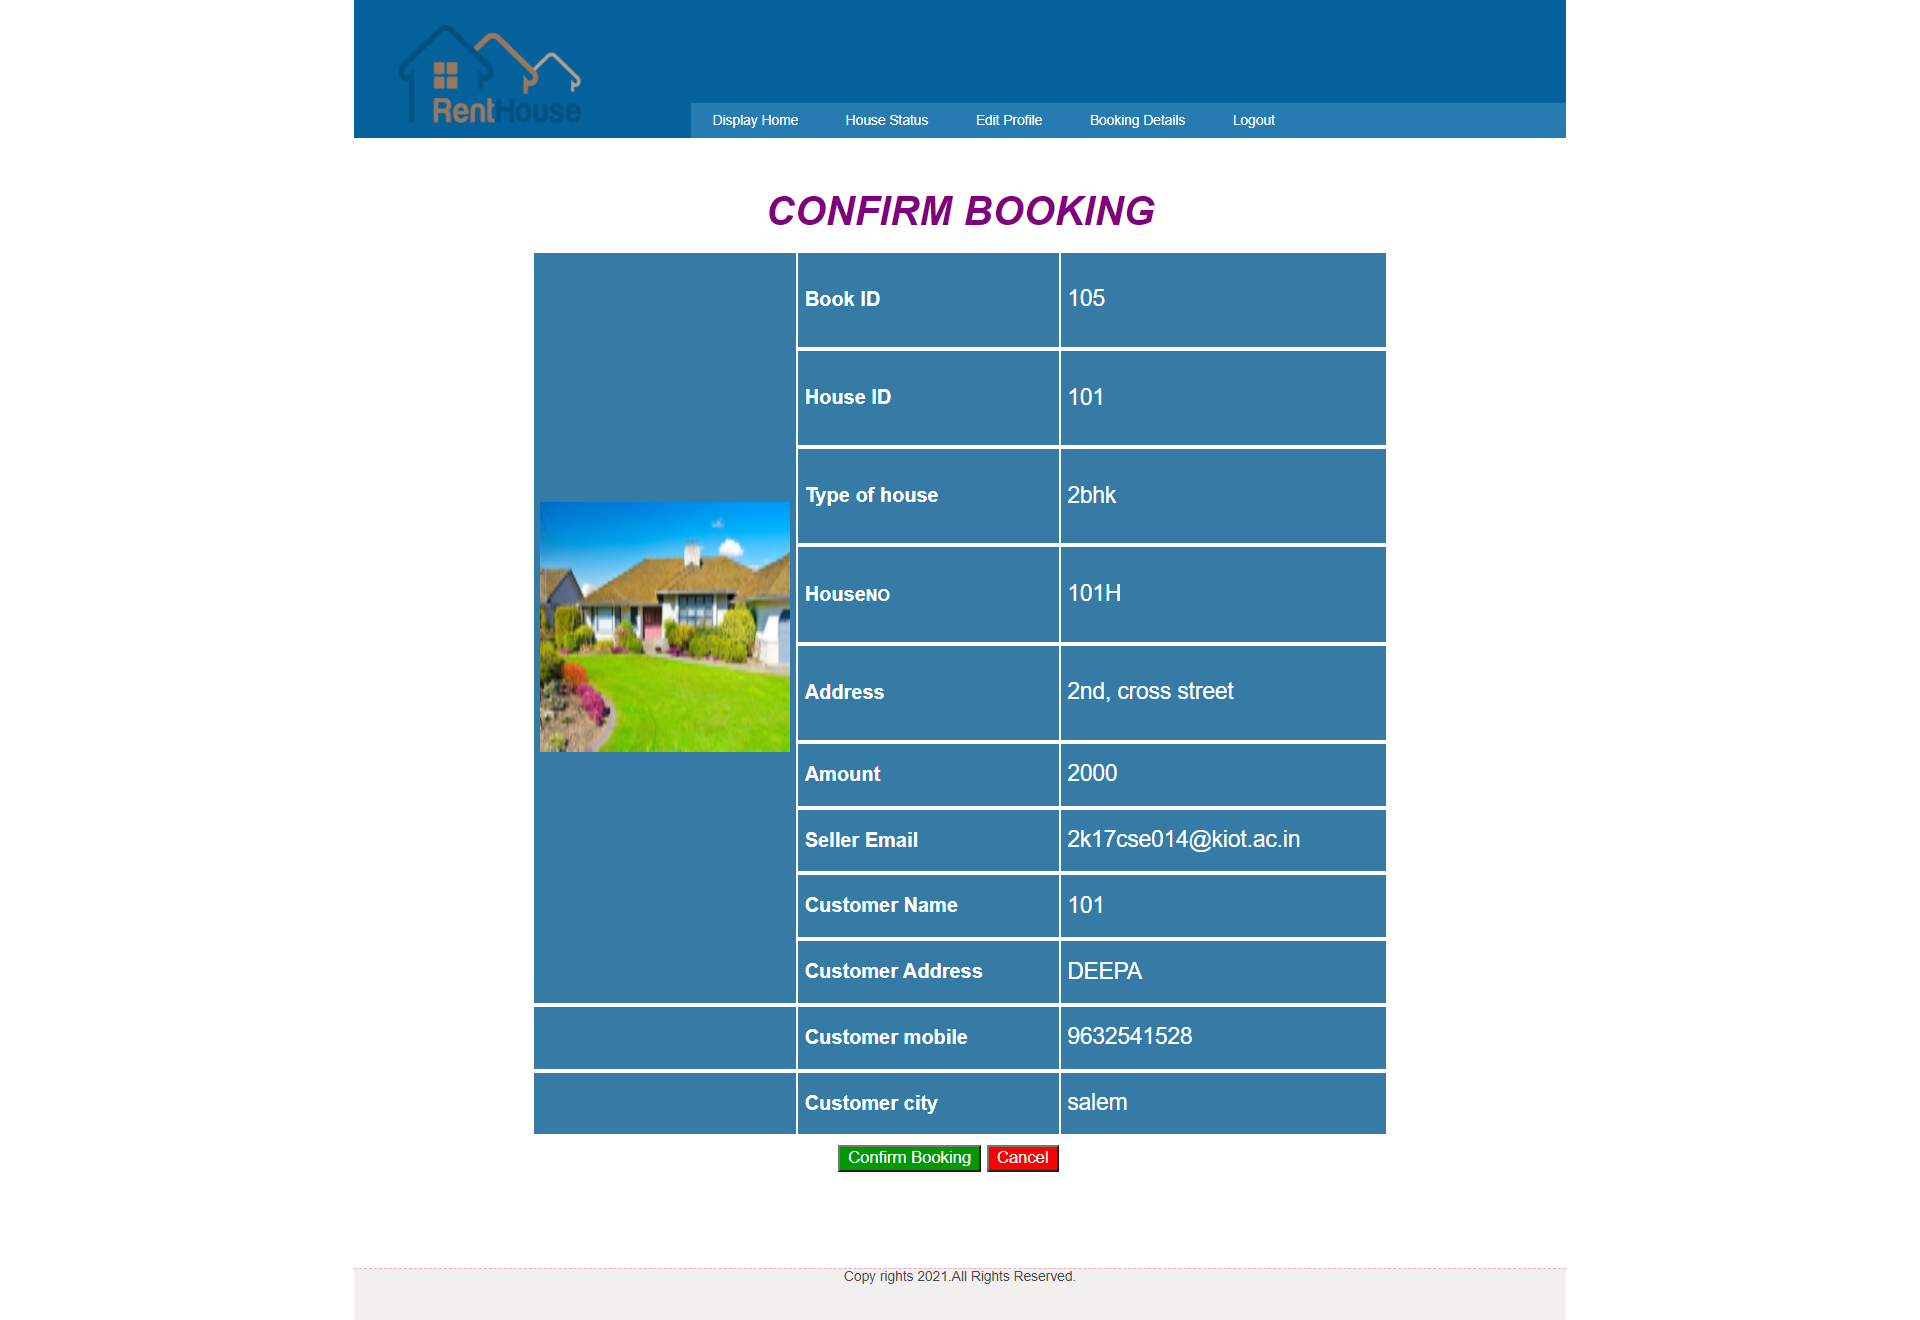 RentHouse
Display Home House Status Edit Profile Booking Details Logout
CONFIRM BOOKING
Book ID 105
House ID 101
Type of house 2bhk
HouseNO 101H
Address 2nd, cross street
Amount 2000
Seller Email 2k17cse014@kiot.ac.in
Customer Name 101
Customer Address DEEPA
Customer mobile 9632541528
Customer city salem
Confirm Booking Cancel
Copy rights 2021.All Rights Reserved.